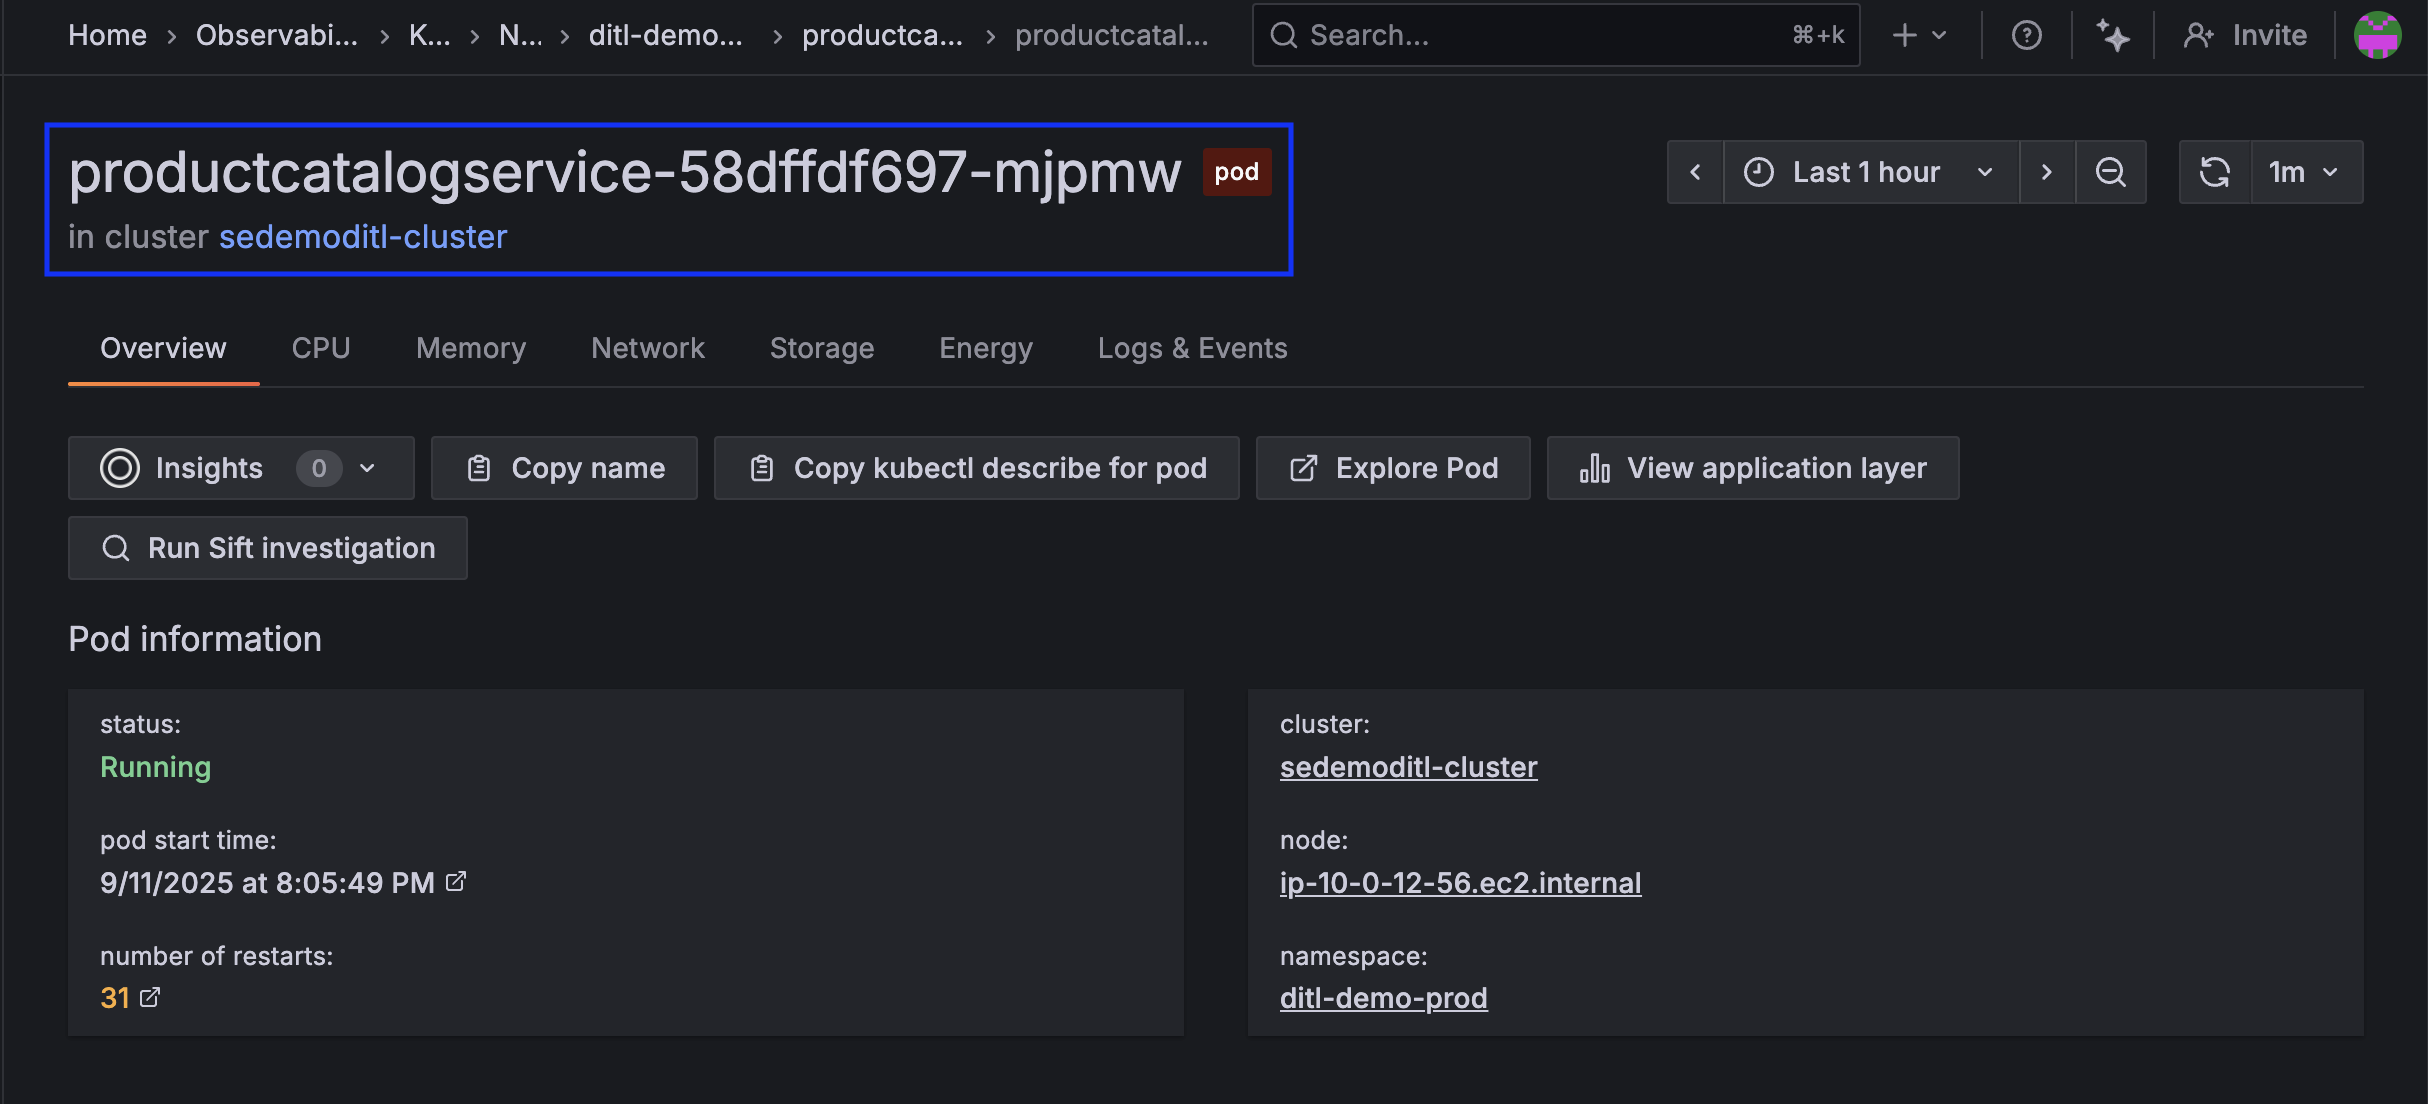 Home › Observabi... › K... › N... › ditl-demo... › productca... › productcatal...
Search... ⌘+k
Invite
productcatalogservice-58dffdf697-mjpmw pod
in cluster sedemoditl-cluster
Last 1 hour
1m
Overview CPU Memory Network Storage Energy Logs & Events
Insights 0 Copy name Copy kubectl describe for pod Explore Pod View application layer
Run Sift investigation
Pod information
status:
Running
pod start time:
9/11/2025 at 8:05:49 PM
number of restarts:
31
cluster:
sedemoditl-cluster
node:
ip-10-0-12-56.ec2.internal
namespace:
ditl-demo-prod